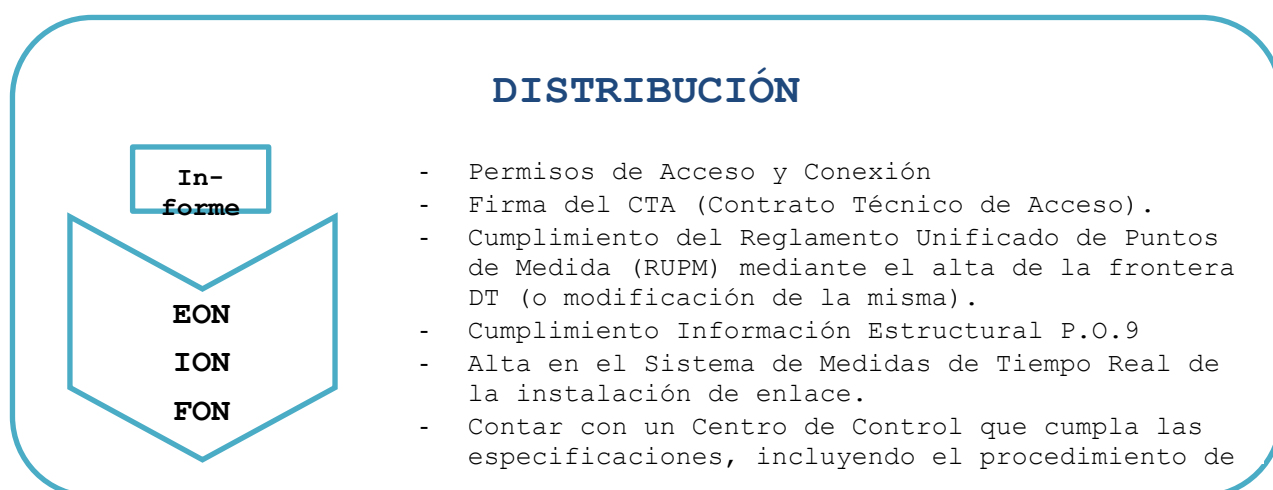 DISTRIBUCIÓN
In-
forme
EON
ION
FON
- Permisos de Acceso y Conexión
- Firma del CTA (Contrato Técnico de Acceso).
- Cumplimiento del Reglamento Unificado de Puntos
de Medida (RUPM) mediante el alta de la frontera
DT (o modificación de la misma).
- Cumplimiento Información Estructural P.O.9
- Alta en el Sistema de Medidas de Tiempo Real de
la instalación de enlace.
- Contar con un Centro de Control que cumpla las
especificaciones, incluyendo el procedimiento de